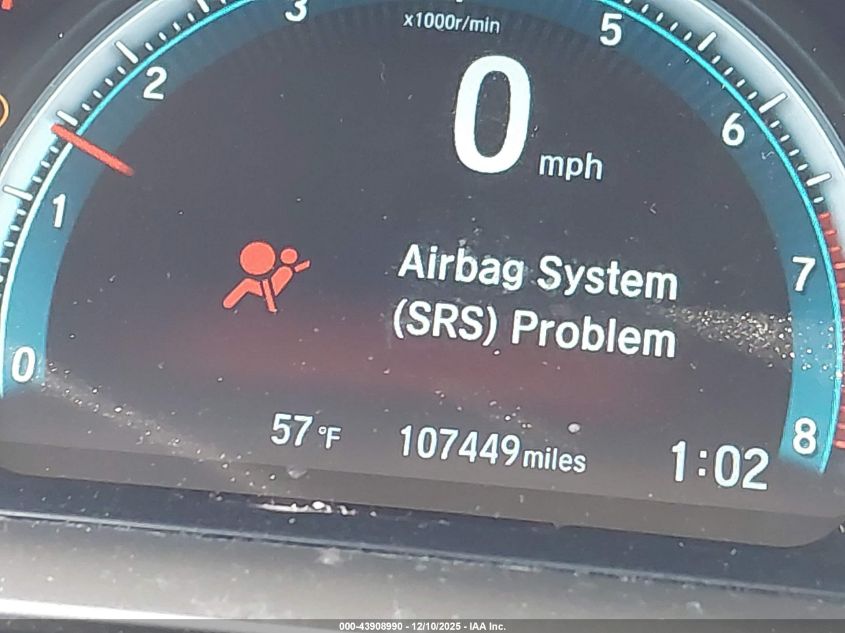 3
x1000r/min
5
2
0 mph
6
1
Airbag System
7
(SRS) Problem
0
57 °F
107449 miles
1:02
8
000-43908990 - 12/10/2025 - IAA Inc.